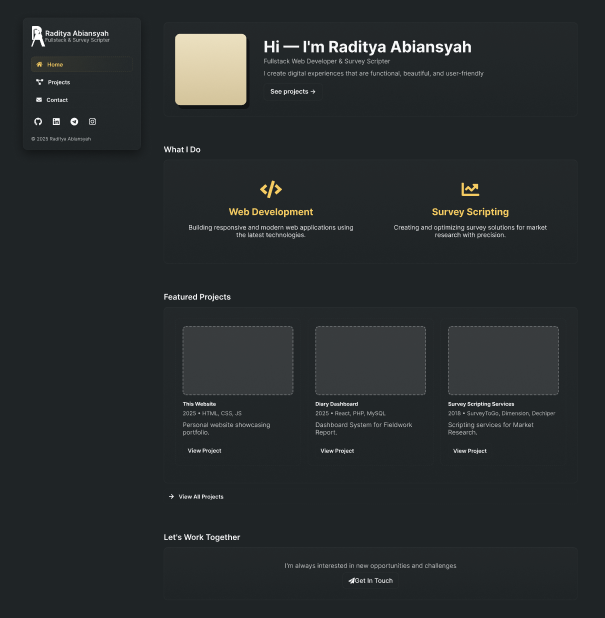 Raditya Abiansyah
Fullstack & Survey Scripter
Home
Projects
Contact
© 2025 Raditya Abiansyah
Hi — I'm Raditya Abiansyah
Fullstack Web Developer & Survey Scripter
I create digital experiences that are functional, beautiful, and user-friendly
See projects →
What I Do
Web Development
Building responsive and modern web applications using
the latest technologies.
Survey Scripting
Creating and optimizing survey solutions for market
research with precision.
Featured Projects
This Website
2025 • HTML, CSS, JS
Personal website showcasing
portfolio.
View Project
Diary Dashboard
2025 • React, PHP, MySQL
Dashboard System for Fieldwork
Report.
View Project
Survey Scripting Services
2018 • SurveyToGo, Dimension, Dechiper
Scripting services for Market
Research.
View Project
→ View All Projects
Let's Work Together
I'm always interested in new opportunities and challenges
Get In Touch